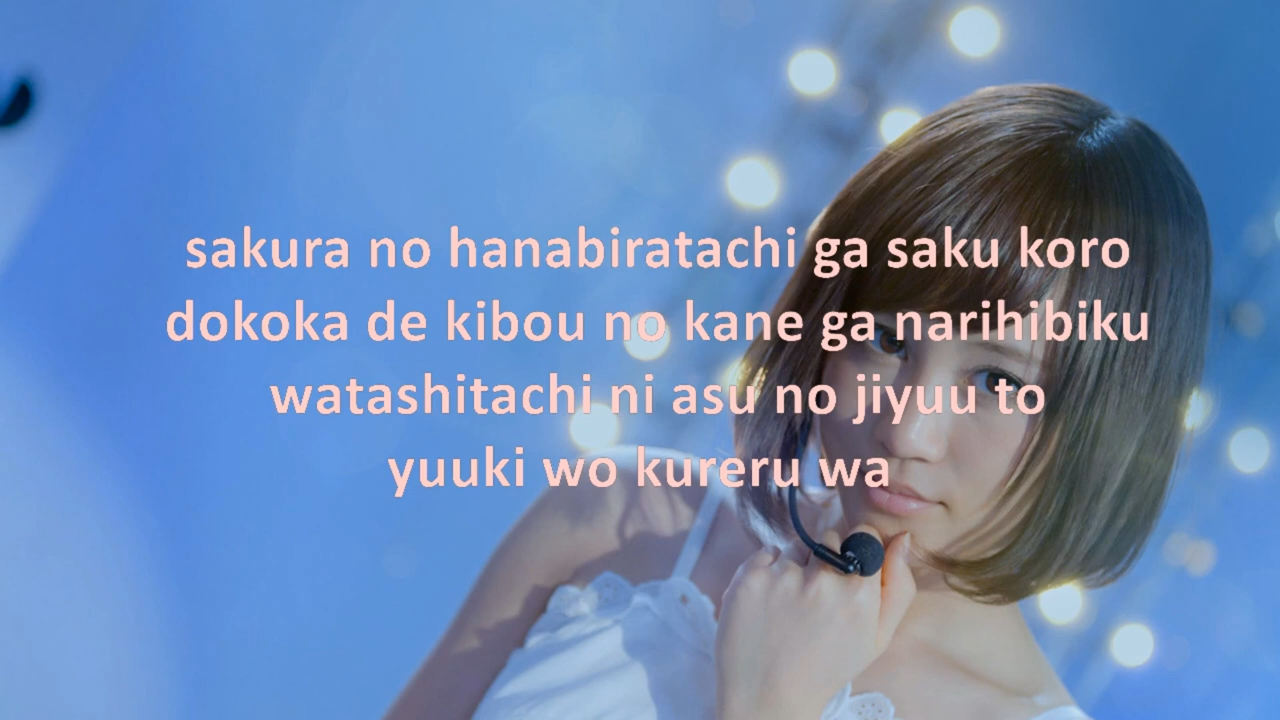 sakura no hanabiratachi ga saku koro
dokoka de kibou no kane ga narihibiku
watashitachi ni asu no jiyuu to
yuuki wo kureru wa